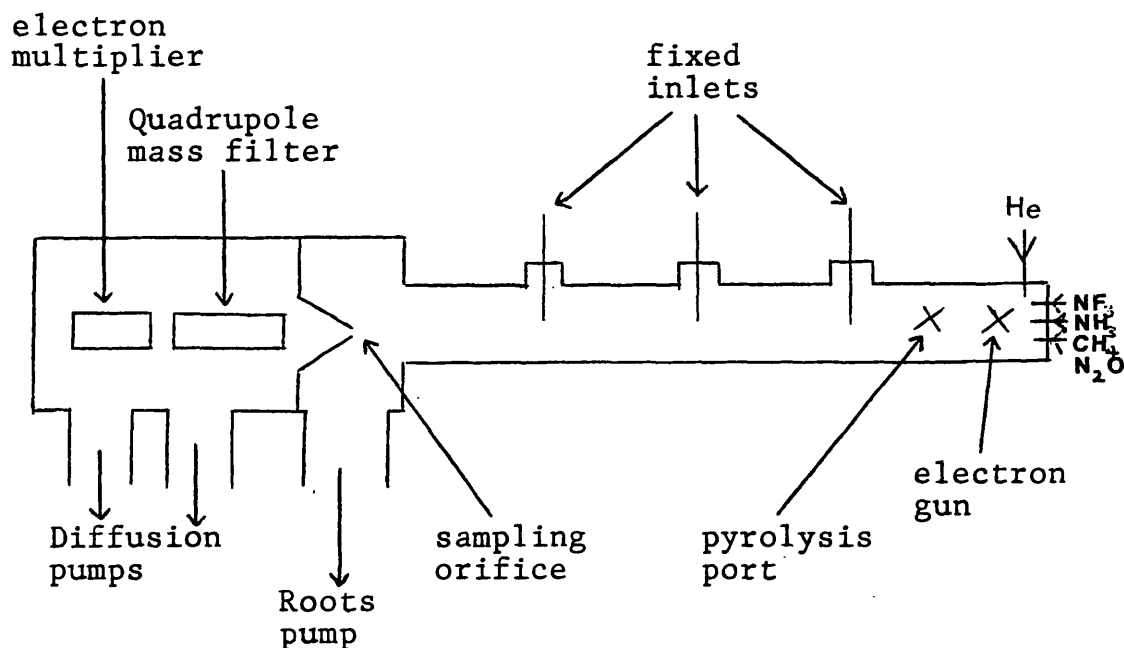 electron
multiplier
Quadrupole
mass filter
fixed
inlets
He
NF₃
NH₃
CH₄
N₂O
electron
gun
pyrolysis
port
sampling
orifice
Diffusion
pumps
Roots
pump